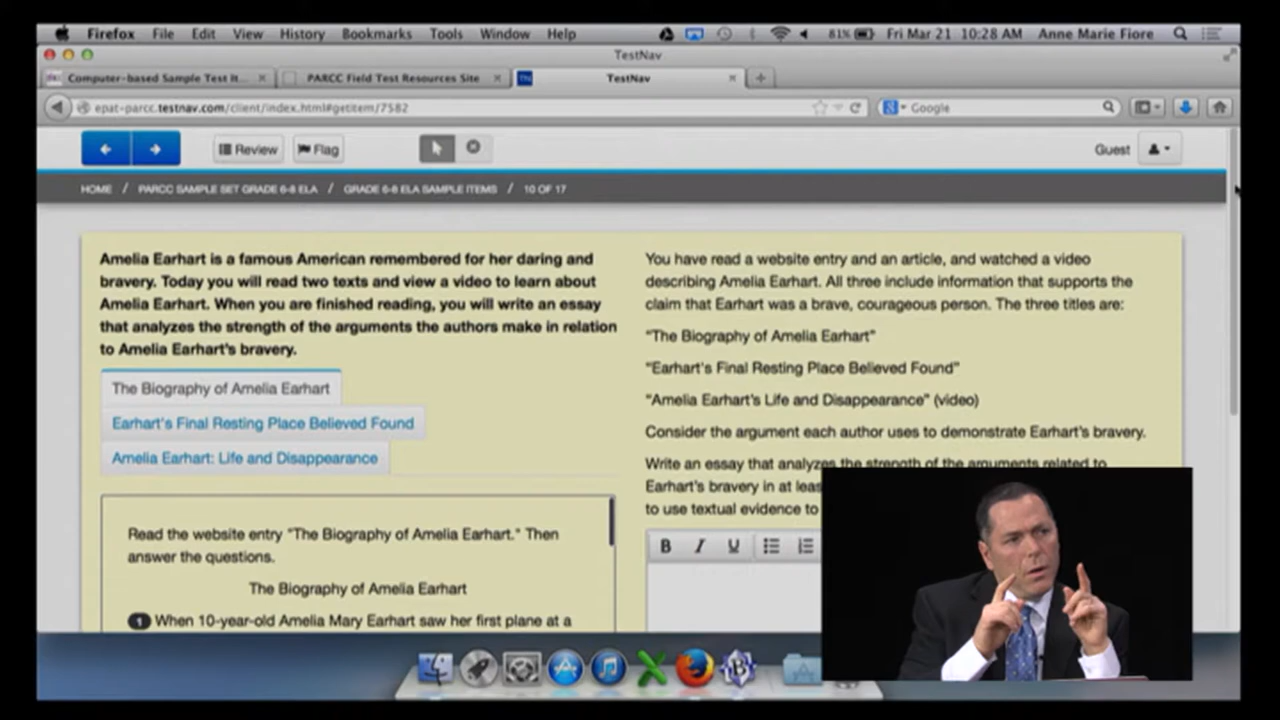 Firefox File Edit View History Bookmarks Tools Window Help 81% Fri Mar 21 10:28 AM Anne Marie Fiore
TestNav
Computer-based Sample Test It... PARCC Field Test Resources Site TestNav
epat-parcc.testnav.com/client/index.html#getitem/7582 Google
Review Flag Guest
HOME / PARCC SAMPLE SET GRADE 6-8 ELA / GRADE 6-8 ELA SAMPLE ITEMS / 10 OF 17
Amelia Earhart is a famous American remembered for her daring and
bravery. Today you will read two texts and view a video to learn about
Amelia Earhart. When you are finished reading, you will write an essay
that analyzes the strength of the arguments the authors make in relation
to Amelia Earhart's bravery.
The Biography of Amelia Earhart
Earhart's Final Resting Place Believed Found
Amelia Earhart: Life and Disappearance
Read the website entry "The Biography of Amelia Earhart." Then
answer the questions.
The Biography of Amelia Earhart
1 When 10-year-old Amelia Mary Earhart saw her first plane at a
You have read a website entry and an article, and watched a video
describing Amelia Earhart. All three include information that supports the
claim that Earhart was a brave, courageous person. The three titles are:
"The Biography of Amelia Earhart"
"Earhart's Final Resting Place Believed Found"
"Amelia Earhart's Life and Disappearance" (video)
Consider the argument each author uses to demonstrate Earhart's bravery.
Write an essay that analyzes the strength of the arguments related to
Earhart's bravery in at leas
to use textual evidence to
B I U